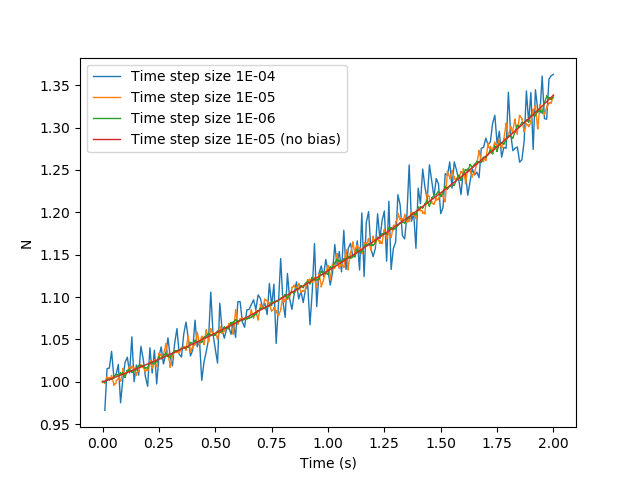 Time step size 1E-04
Time step size 1E-05
Time step size 1E-06
Time step size 1E-05 (no bias)
1.35
1.30
1.25
1.20
1.15
1.10
1.05
1.00
0.95
N
0.00 0.25 0.50 0.75 1.00 1.25 1.50 1.75 2.00
Time (s)